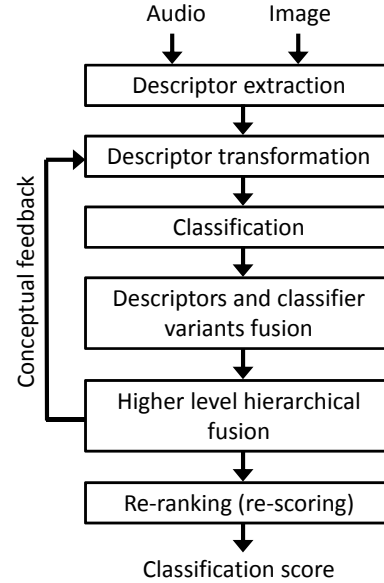 Audio
Image
Descriptor extraction
Descriptor transformation
Conceptual feedback
Classification
Descriptors and classifier
variants fusion
Higher level hierarchical
fusion
Re-ranking (re-scoring)
Classification score